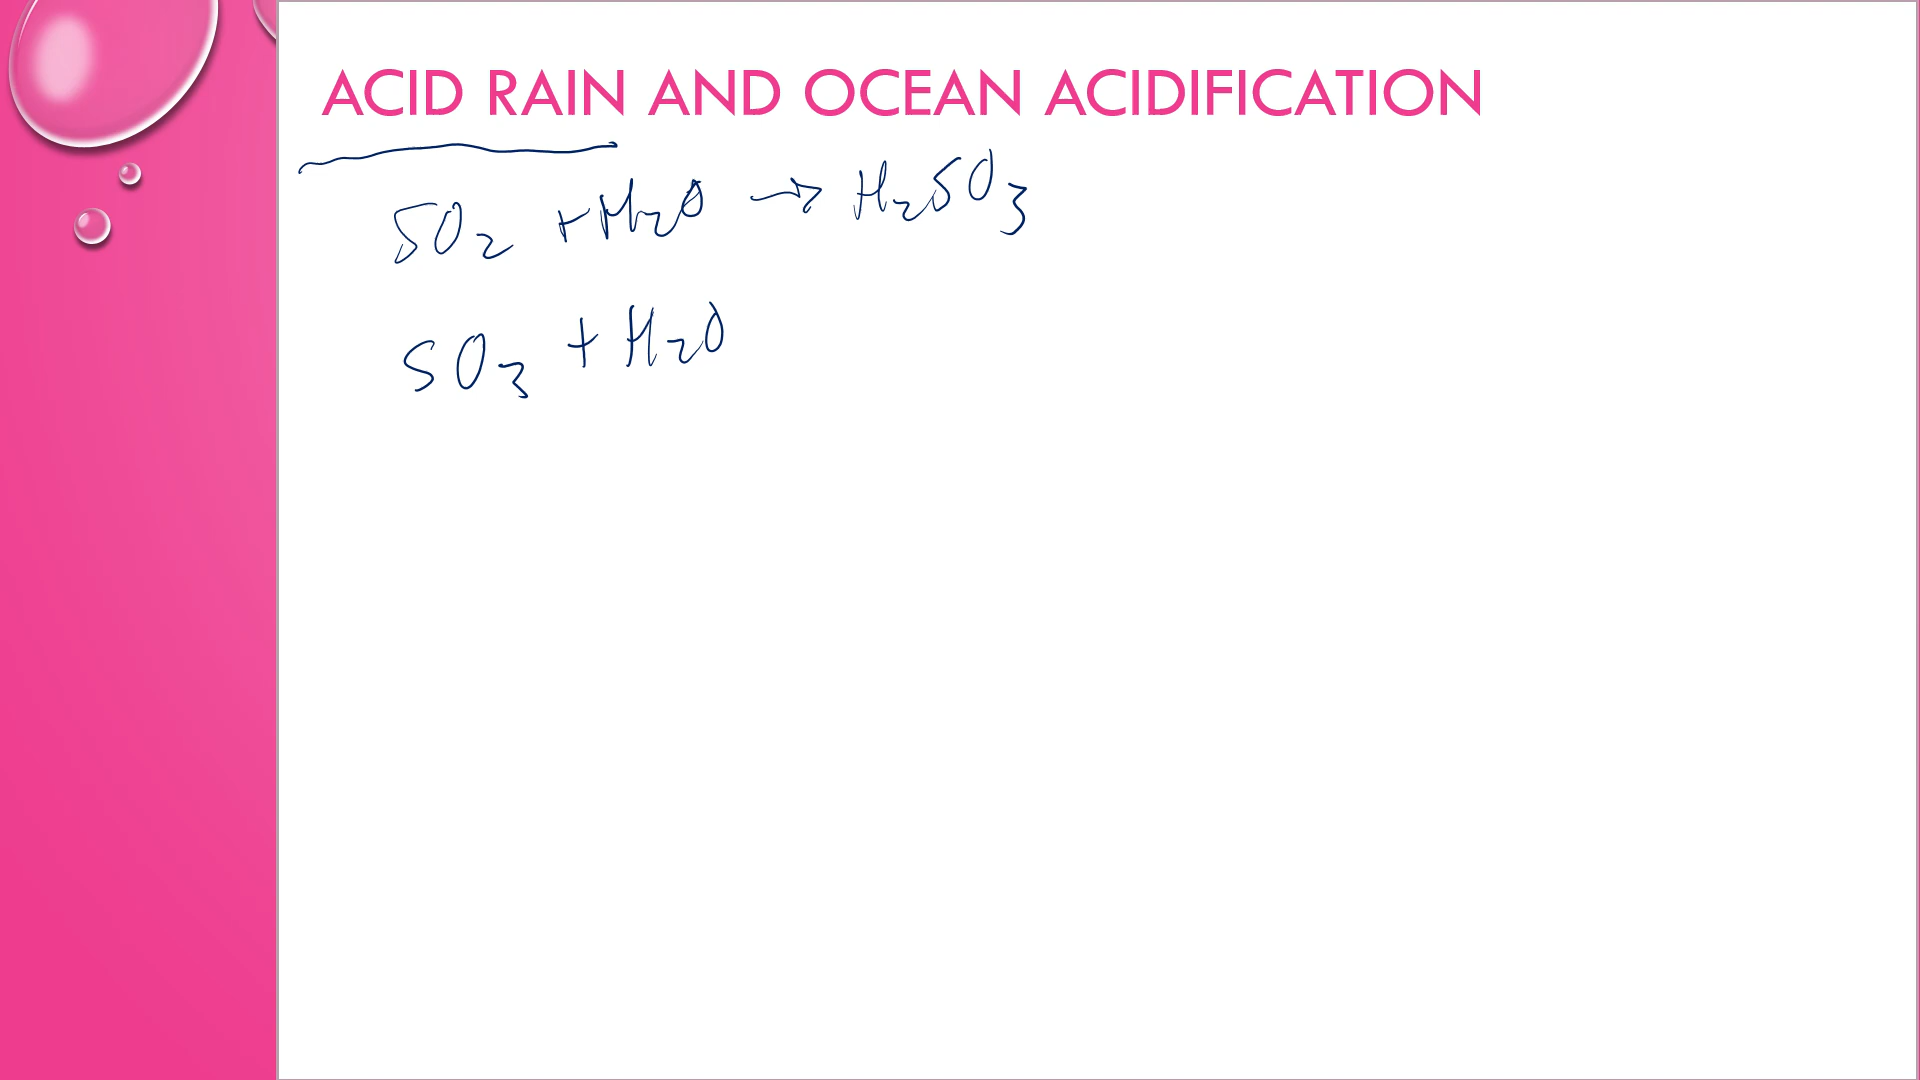 ACID RAIN AND OCEAN ACIDIFICATION
SO₂ + H₂O → H₂SO₃
SO₃ + H₂O